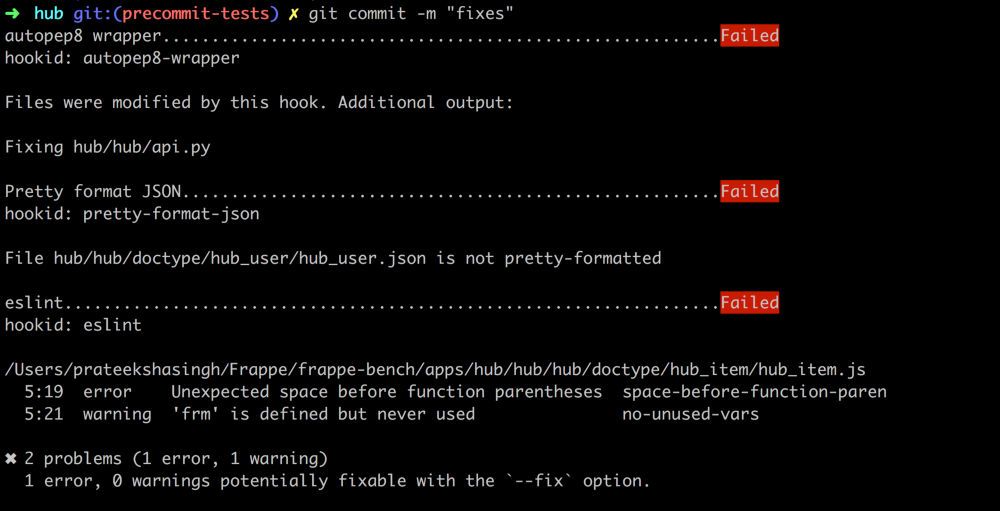 ➜ hub git:(precommit-tests) ✗ git commit -m "fixes"
autopep8 wrapper.........................................................Failed
hookid: autopep8-wrapper
Files were modified by this hook. Additional output:
Fixing hub/hub/api.py
Pretty format JSON.......................................................Failed
hookid: pretty-format-json
File hub/hub/doctype/hub_user/hub_user.json is not pretty-formatted
eslint...................................................................Failed
hookid: eslint
/Users/prateekshasingh/Frappe/frappe-bench/apps/hub/hub/hub/doctype/hub_item/hub_item.js
  5:19  error    Unexpected space before function parentheses  space-before-function-paren
  5:21  warning  'frm' is defined but never used               no-unused-vars
✖ 2 problems (1 error, 1 warning)
  1 error, 0 warnings potentially fixable with the `--fix` option.